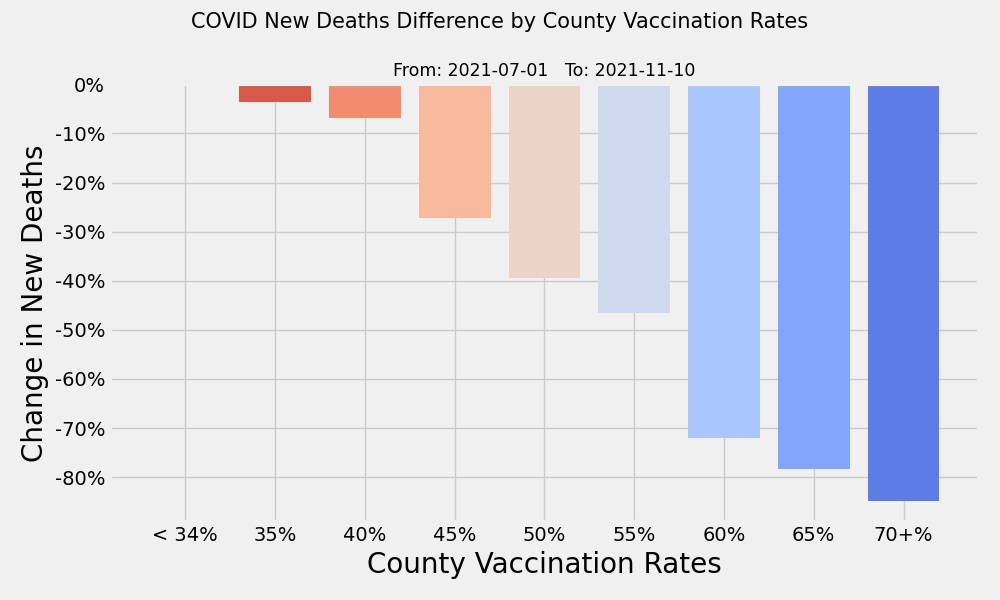 COVID New Deaths Difference by County Vaccination Rates
From: 2021-07-01   To: 2021-11-10
0%
-10%
-20%
-30%
-40%
-50%
-60%
-70%
-80%
Change in New Deaths
< 34% 35% 40% 45% 50% 55% 60% 65% 70+%
County Vaccination Rates